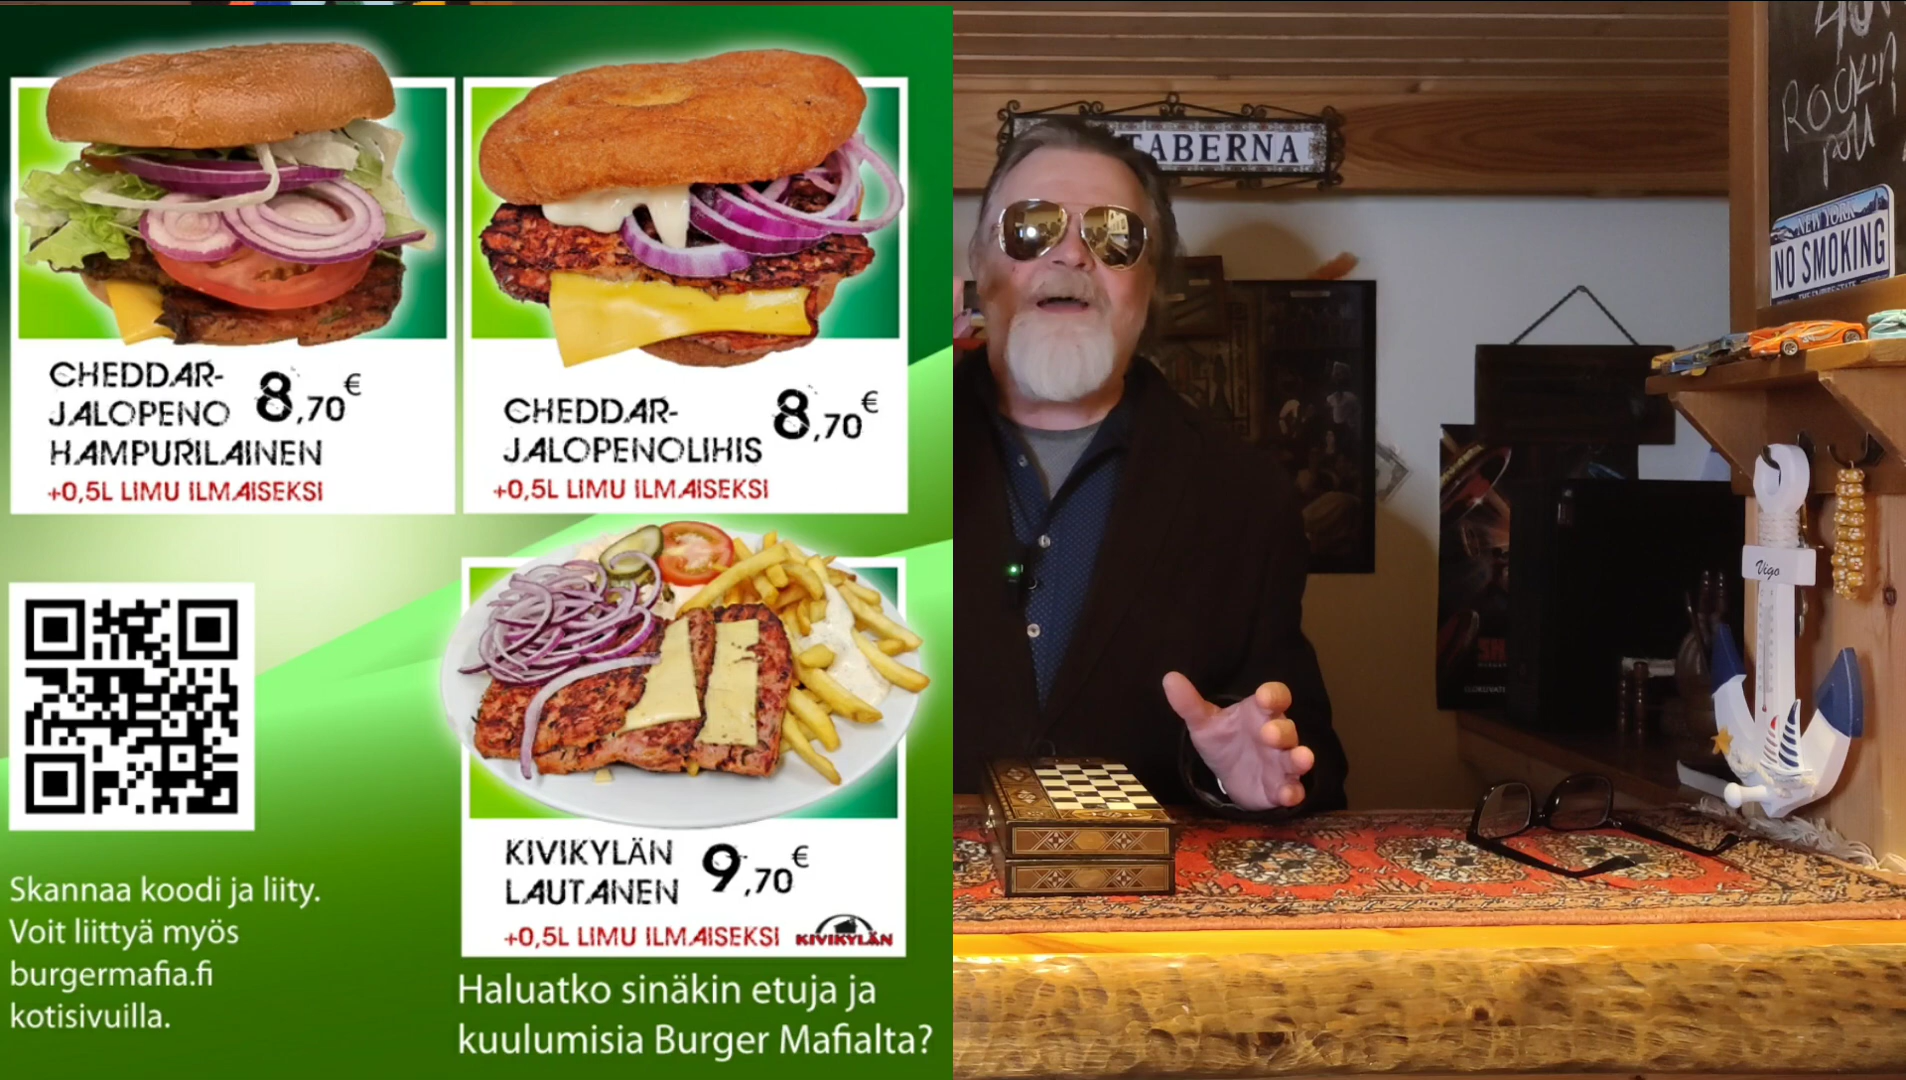 CHEDDAR-
JALOPENO
HAMPURILAINEN
8,70€
+0,5L LIMU ILMAISEKSI
CHEDDAR-
JALOPENOLIHIS
8,70€
+0,5L LIMU ILMAISEKSI
KIVIKYLÄN
LAUTANEN
9,70€
+0,5L LIMU ILMAISEKSI
KIVIKYLÄN
Skannaa koodi ja liity.
Voit liittyä myös
burgermafia.fi
kotisivuilla.
Haluatko sinäkin etuja ja
kuulumisia Burger Mafialta?
TABERNA
Rock'n
NEW YORK
NO SMOKING
Vigo